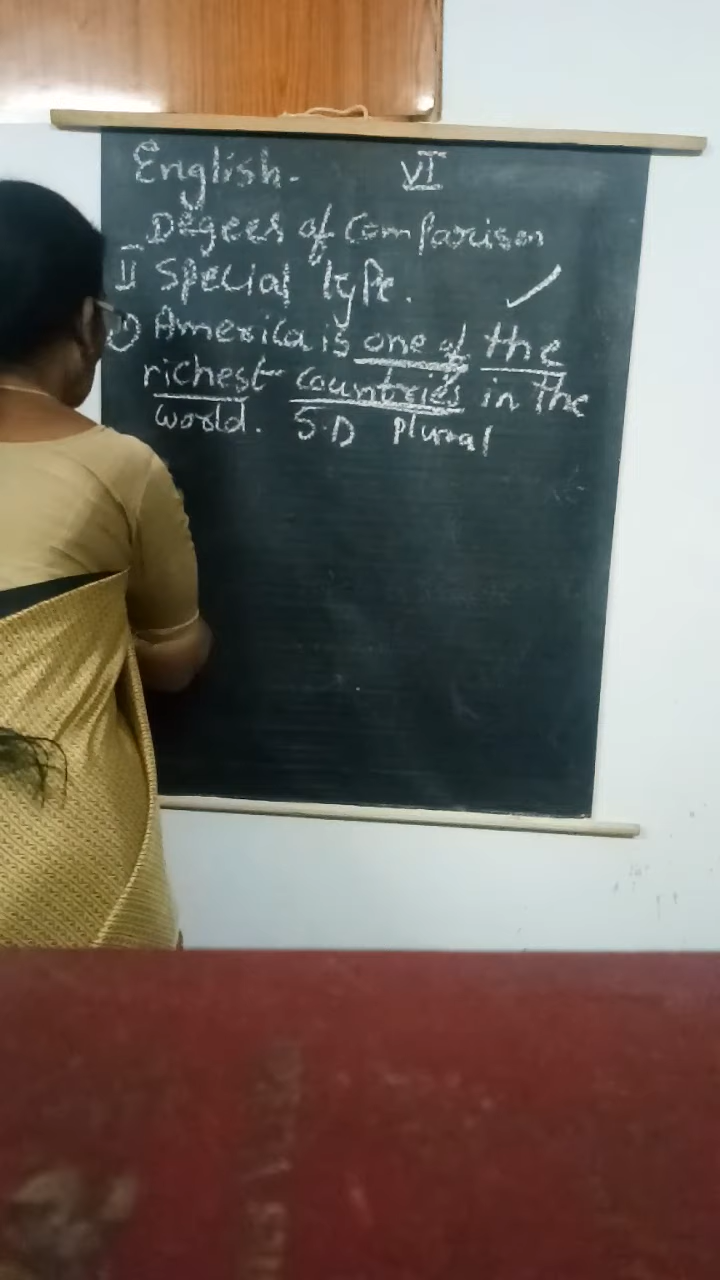 English- VI
Degees of Comparison
II Special type.
1) America is one of the
richest countries in the
world. S.D plural